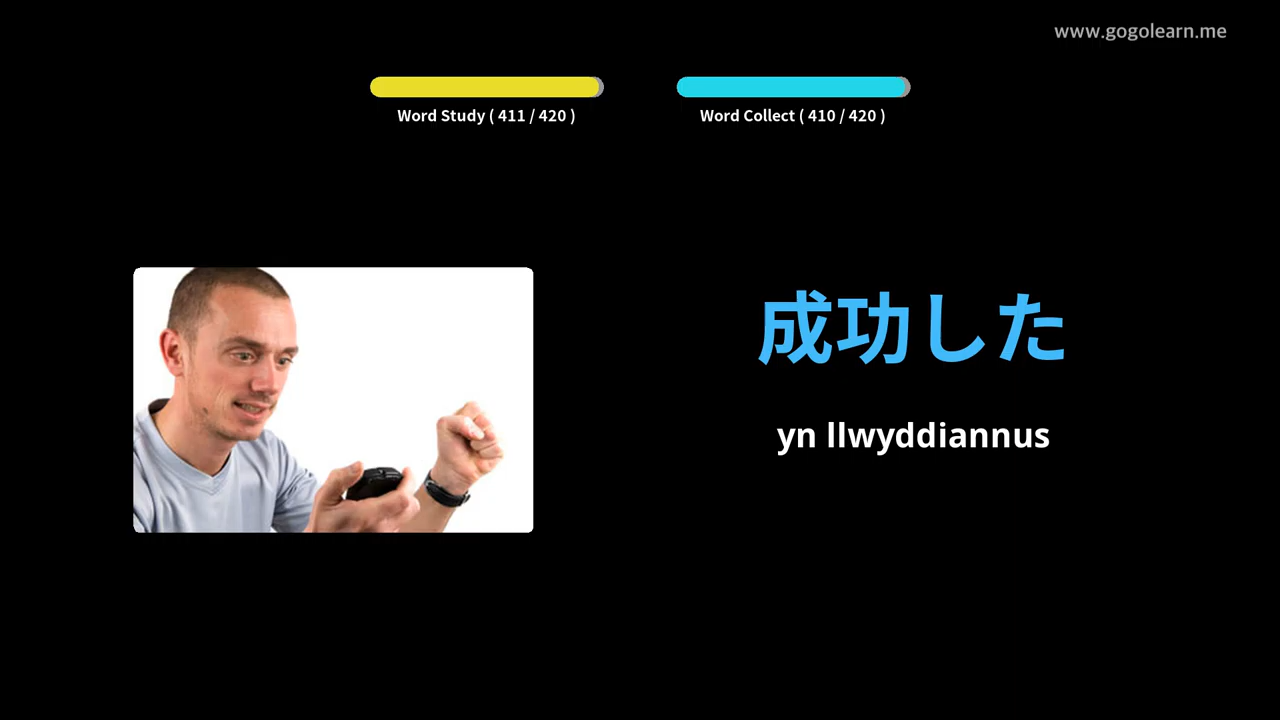 www.gogolearn.me
Word Study ( 411 / 420 )
Word Collect ( 410 / 420 )
成功した
yn llwyddiannus